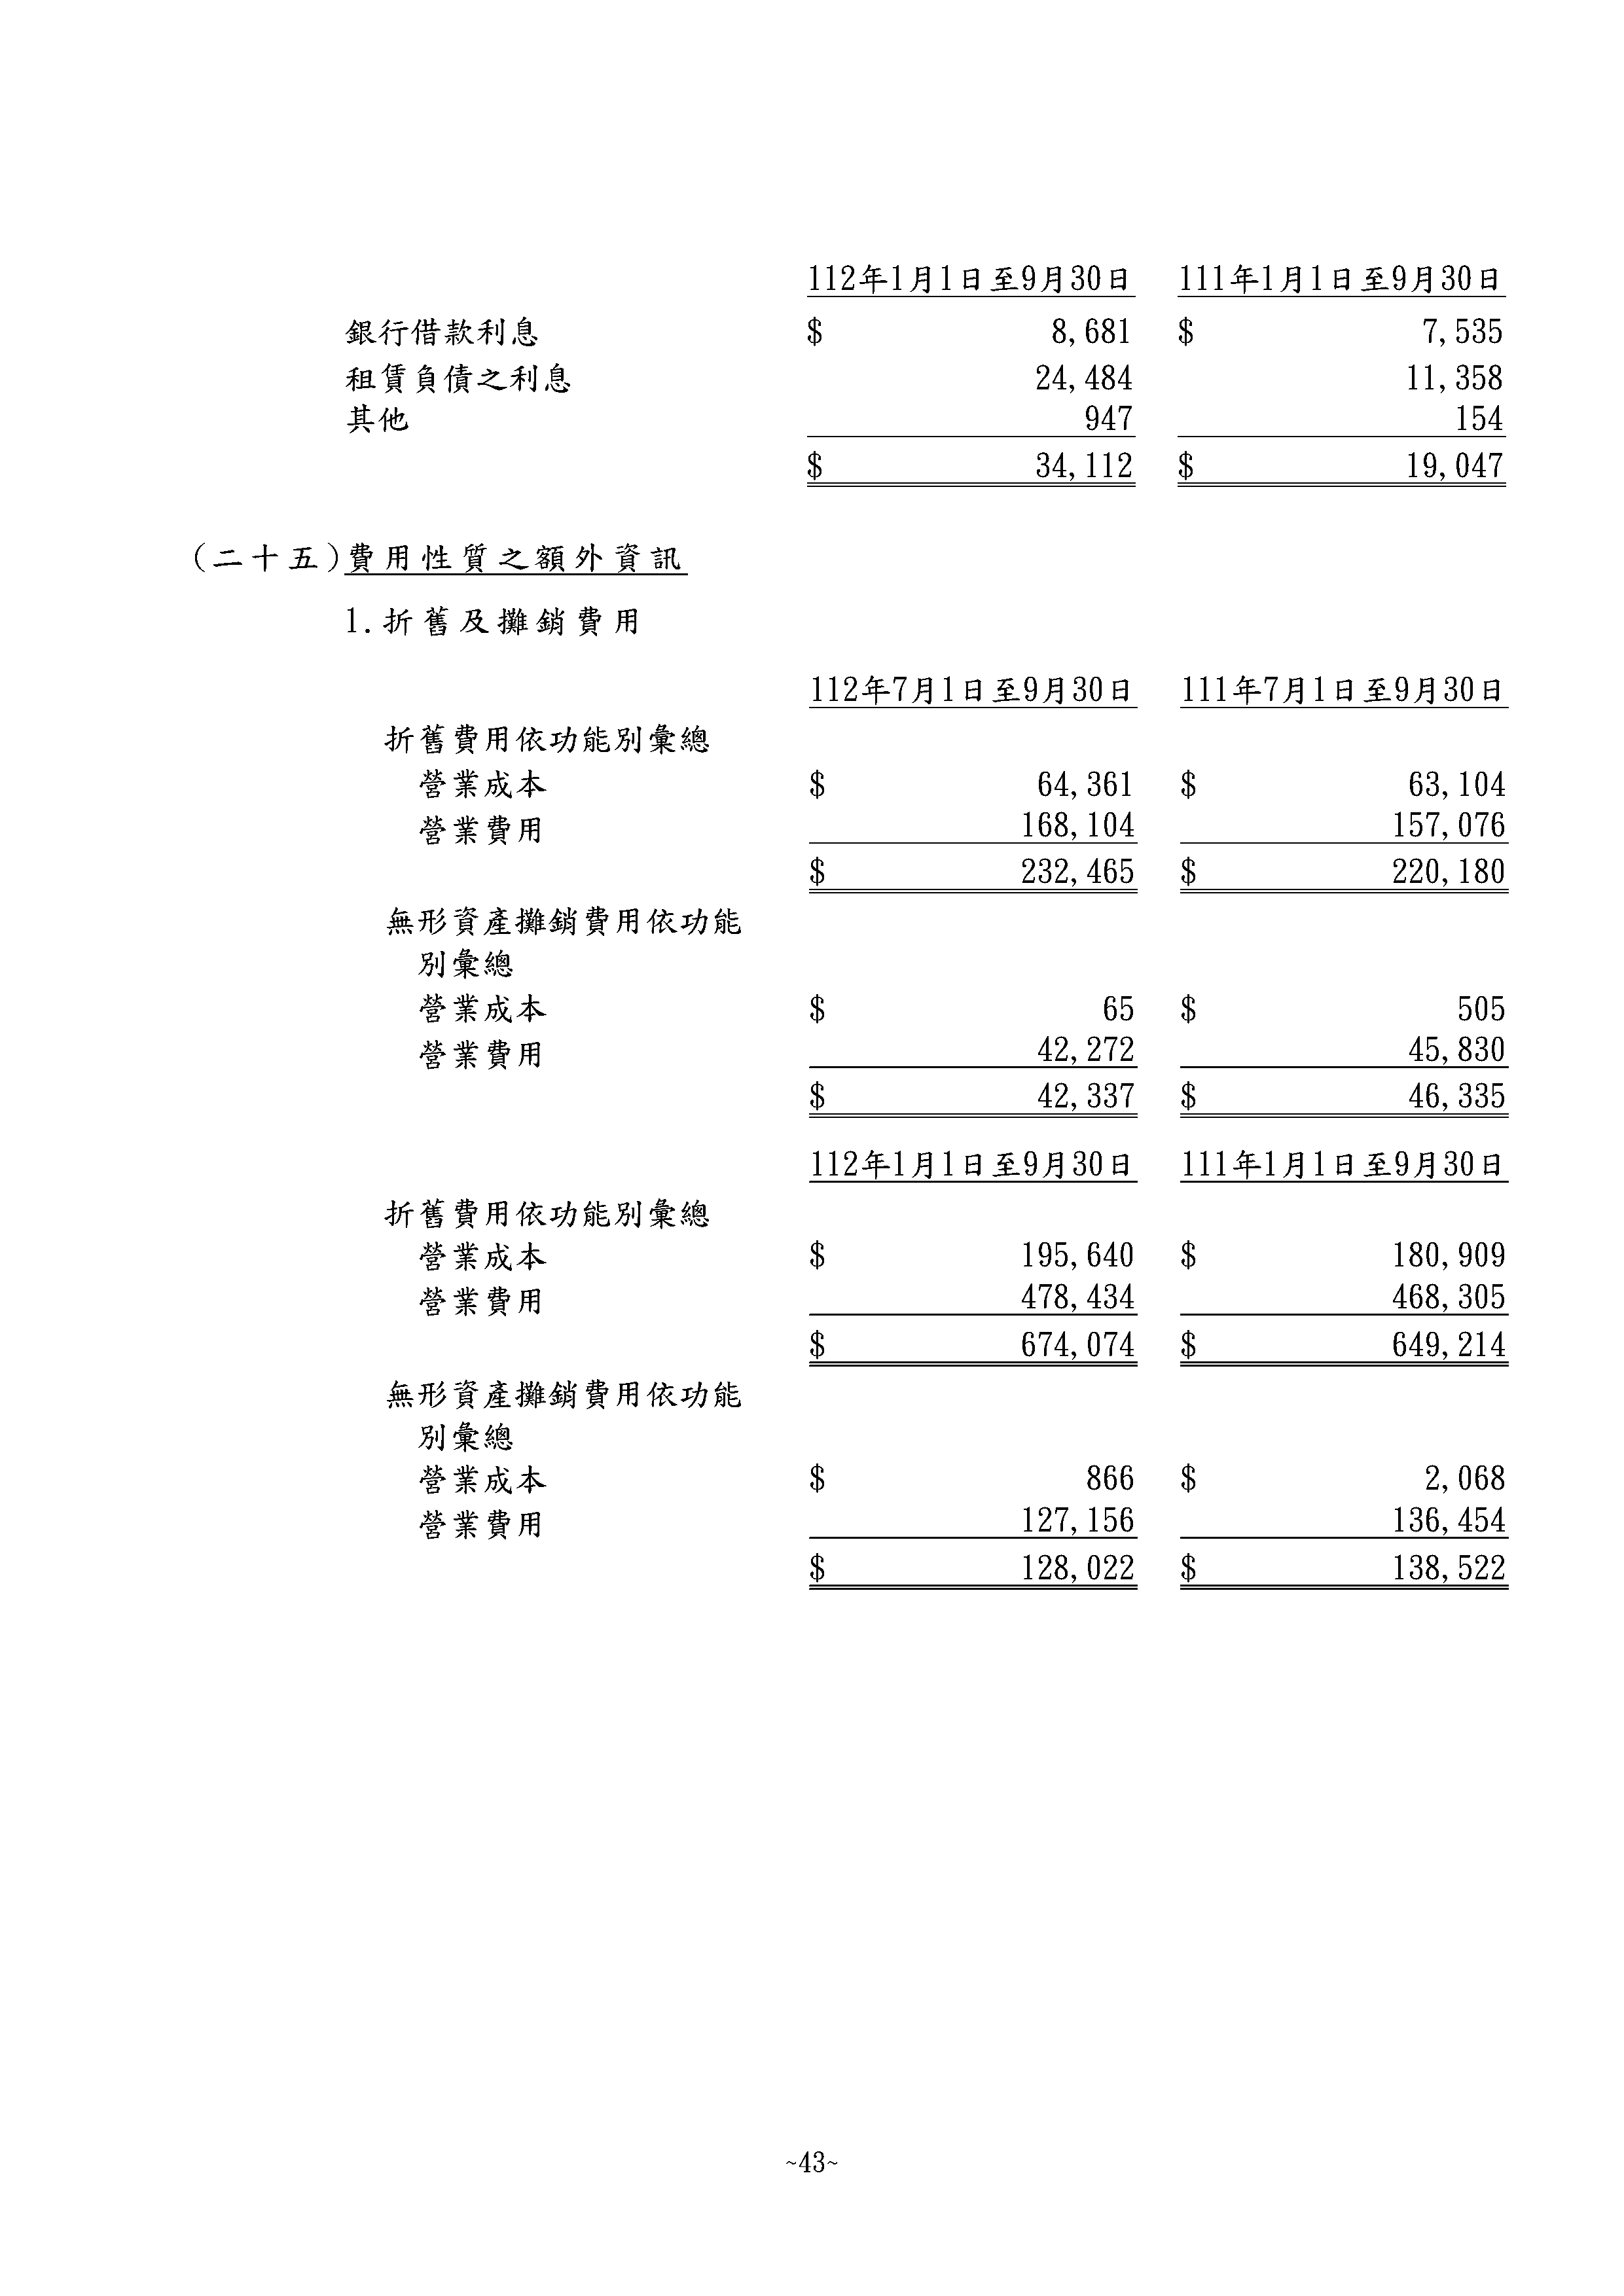 112年1月1日至9月30日 111年1月1日至9月30日
銀行借款利息 $ 8,681 $ 7,535
租賃負債之利息 24,484 11,358
其他 947 154
$ 34,112 $ 19,047
(二十五)費用性質之額外資訊
1.折舊及攤銷費用
112年7月1日至9月30日 111年7月1日至9月30日
折舊費用依功能別彙總
營業成本 $ 64,361 $ 63,104
營業費用 168,104 157,076
$ 232,465 $ 220,180
無形資產攤銷費用依功能
別彙總
營業成本 $ 65 $ 505
營業費用 42,272 45,830
$ 42,337 $ 46,335
112年1月1日至9月30日 111年1月1日至9月30日
折舊費用依功能別彙總
營業成本 $ 195,640 $ 180,909
營業費用 478,434 468,305
$ 674,074 $ 649,214
無形資產攤銷費用依功能
別彙總
營業成本 $ 866 $ 2,068
營業費用 127,156 136,454
$ 128,022 $ 138,522
~43~